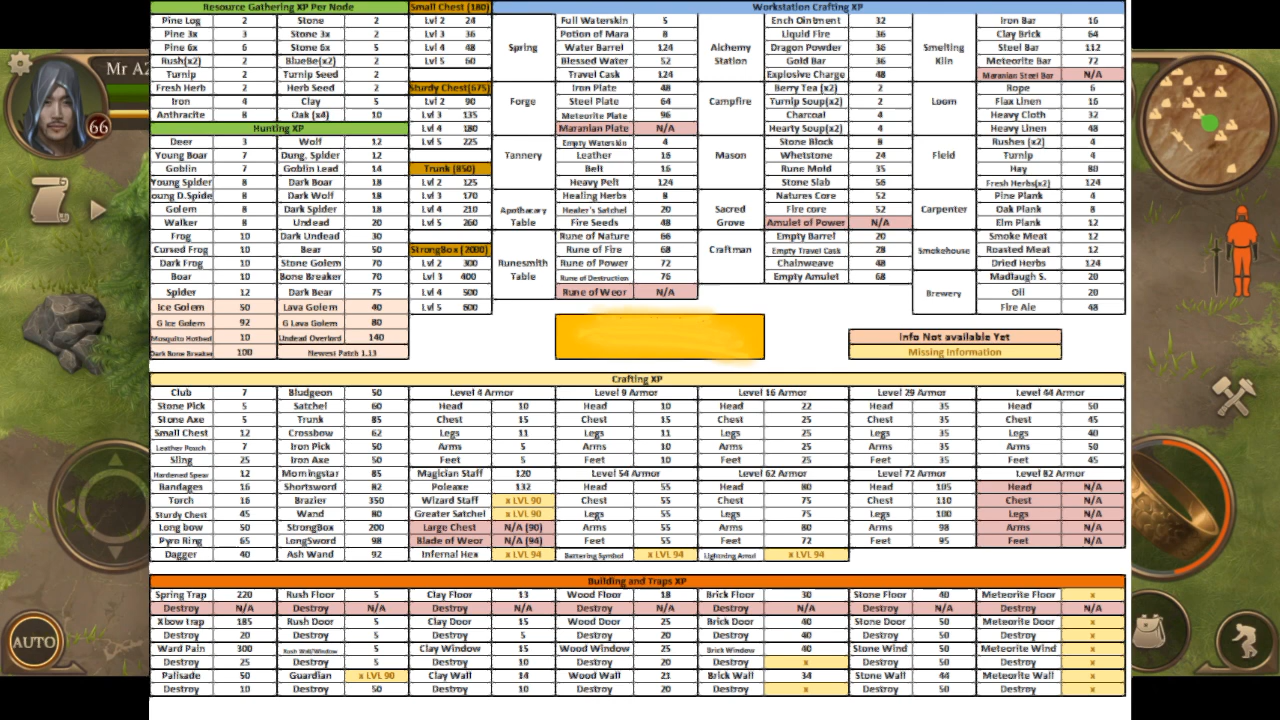 Mr AZ
66
AUTO
Resource Gathering XP Per Node
Pine Log 2 Stone 2
Pine 3x 3 Stone 3x 2
Pine 6x 6 Stone 6x 5
Rush(x2) 2 BlueBe(x2) 2
Turnip 2 Turnip Seed 2
Fresh Herb 2 Herb Seed 2
Iron 4 Clay 5
Anthracite 8 Oak (x4) 10
Hunting XP
Deer 3 Wolf 12
Young Boar 7 Dung. Spider 12
Goblin 7 Goblin Lead 14
Young Spider 8 Dark Boar 18
oung D.Spide 8 Dark Wolf 18
Golem 8 Dark Spider 18
Walker 8 Undead 20
Frog 10 Dark Undead 30
Cursed Frog 10 Bear 50
Dark Frog 10 Stone Golem 70
Boar 10 Bone Breaker 70
Spider 12 Dark Bear 75
Ice Golem 50 Lava Golem 40
G Ice Golem 92 G Lava Golem 80
Mosquito Hotbed 10 Undead Overlord 140
Dark Bone Breaker 100 Newest Patch 1.13
Small Chest (180)
Lvl 2 24
Lvl 3 36
Lvl 4 48
Lvl 5 60
Sturdy Chest(675)
Lvl 2 90
Lvl 3 135
Lvl 4 180
Lvl 5 225
Trunk (850)
Lvl 2 125
Lvl 3 170
Lvl 4 210
Lvl 5 260
StrongBox (2000)
Lvl 2 300
Lvl 3 400
Lvl 4 500
Lvl 5 600
Workstation Crafting XP
Spring
Full Waterskin 5
Potion of Mara 8
Water Barrel 124
Blessed Water 52
Travel Cask 124
Forge
Iron Plate 48
Steel Plate 64
Meteorite Plate 96
Maranian Plate N/A
Tannery
Empty Waterskin 4
Leather 16
Belt 16
Heavy Pelt 124
Apothacary Table
Healing Herbs 8
Healer's Satchel 20
Fire Seeds 48
Runesmith Table
Rune of Nature 66
Rune of Fire 68
Rune of Power 72
Rune of Destruction 76
Rune of Weor N/A
Alchemy Station
Ench Ointment 32
Liquid Fire 36
Dragon Powder 36
Gold Bar 36
Explosive Charge 48
Campfire
Berry Tea (x2) 2
Turnip Soup(x2) 2
Charcoal 4
Hearty Soup(x2) 4
Mason
Stone Block 8
Whetstone 24
Rune Mold 35
Stone Slab 56
Sacred Grove
Natures Core 52
Fire core 52
Amulet of Power N/A
Craftman
Empty Barrel 20
Empty Travel Cask 28
Chainweave 48
Empty Amulet 68
Smelting Kiln
Iron Bar 16
Clay Brick 64
Steel Bar 112
Meteorite Bar 72
Maranian Steel Bar N/A
Loom
Rope 6
Flax Linen 16
Heavy Cloth 32
Heavy Linen 48
Field
Rushes (x2) 4
Turnip 4
Hay 80
Fresh Herbs(x2) 124
Carpenter
Pine Plank 4
Oak Plank 8
Elm Plank 12
Smokehouse
Smoke Meat 12
Roasted Meat 12
Dried Herbs 124
Brewery
Madlaugh S. 20
Oil 20
Fire Ale 48
Info Not available Yet
Missing Information
Crafting XP
Club 7 Bludgeon 50 Level 4 Armor Level 9 Armor Level 16 Armor Level 29 Armor Level 44 Armor
Stone Pick 5 Satchel 60 Head 10 Head 10 Head 22 Head 35 Head 50
Stone Axe 5 Trunk 85 Chest 15 Chest 15 Chest 25 Chest 35 Chest 45
Small Chest 12 Crossbow 62 Legs 11 Legs 11 Legs 25 Legs 35 Legs 40
Leather Pouch 7 Iron Pick 50 Arms 5 Arms 10 Arms 25 Arms 35 Arms 50
Sling 25 Iron Axe 50 Feet 5 Feet 10 Feet 25 Feet 35 Feet 45
Hardened Spear 12 Morningstar 85 Magician Staff 120 Level 54 Armor Level 62 Armor Level 72 Armor Level 82 Armor
Bandages 16 Shortsword 82 Poleaxe 132 Head 55 Head 80 Head 105 Head N/A
Torch 16 Brazier 350 Wizard Staff x LVL 90 Chest 55 Chest 75 Chest 110 Chest N/A
Sturdy Chest 45 Wand 80 Greater Satchel x LVL 90 Legs 55 Legs 75 Legs 100 Legs N/A
Long bow 50 StrongBox 200 Large Chest N/A (90) Arms 55 Arms 80 Arms 98 Arms N/A
Pyro Ring 65 LongSword 98 Blade of Weor N/A (94) Feet 55 Feet 72 Feet 95 Feet N/A
Dagger 40 Ash Wand 92 Infernal Hex x LVL 94 Battering Symbol x LVL 94 Lightning Amul x LVL 94
Building and Traps XP
Spring Trap 220 Rush Floor 5 Clay Floor 13 Wood Floor 18 Brick Floor 30 Stone Floor 40 Meteorite Floor x
Destroy N/A Destroy N/A Destroy N/A Destroy N/A Destroy N/A Destroy N/A Destroy N/A
Xbow trap 185 Rush Door 5 Clay Door 15 Wood Door 25 Brick Door 40 Stone Door 50 Meteorite Door x
Destroy 20 Destroy 5 Destroy 5 Destroy 20 Destroy 40 Destroy 50 Destroy x
Ward Pain 300 Rush Wall/Window 5 Clay Window 15 Wood Window 25 Brick Window 40 Stone Wind 50 Meteorite Wind x
Destroy 25 Destroy 5 Destroy 10 Destroy 20 Destroy x Destroy 50 Destroy x
Palisade 50 Guardian x LVL 90 Clay Wall 14 Wood Wall 23 Brick Wall 34 Stone Wall 44 Meteorite Wall x
Destroy 10 Destroy 50 Destroy 10 Destroy 20 Destroy x Destroy 50 Destroy x